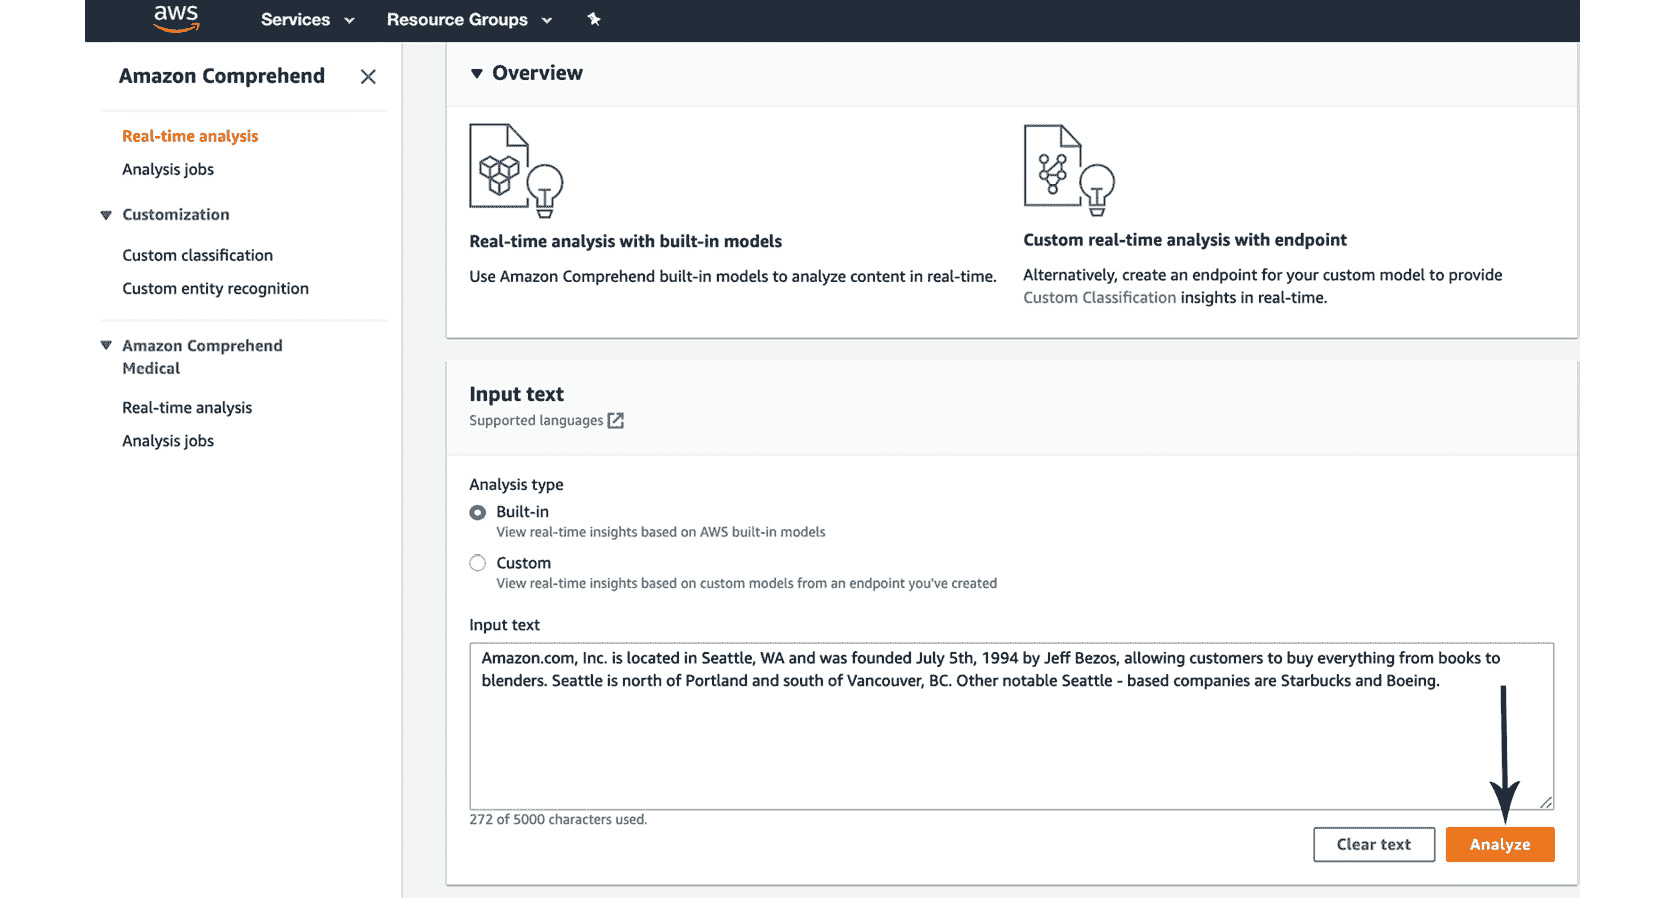 aws
Services
Resource Groups
Amazon Comprehend
Real-time analysis
Analysis jobs
Customization
Custom classification
Custom entity recognition
Amazon Comprehend
Medical
Real-time analysis
Analysis jobs
Overview
Real-time analysis with built-in models
Use Amazon Comprehend built-in models to analyze content in real-time.
Custom real-time analysis with endpoint
Alternatively, create an endpoint for your custom model to provide
Custom Classification insights in real-time.
Input text
Supported languages
Analysis type
Built-in
View real-time insights based on AWS built-in models
Custom
View real-time insights based on custom models from an endpoint you've created
Input text
Amazon.com, Inc. is located in Seattle, WA and was founded July 5th, 1994 by Jeff Bezos, allowing customers to buy everything from books to
blenders. Seattle is north of Portland and south of Vancouver, BC. Other notable Seattle - based companies are Starbucks and Boeing.
272 of 5000 characters used.
Clear text
Analyze